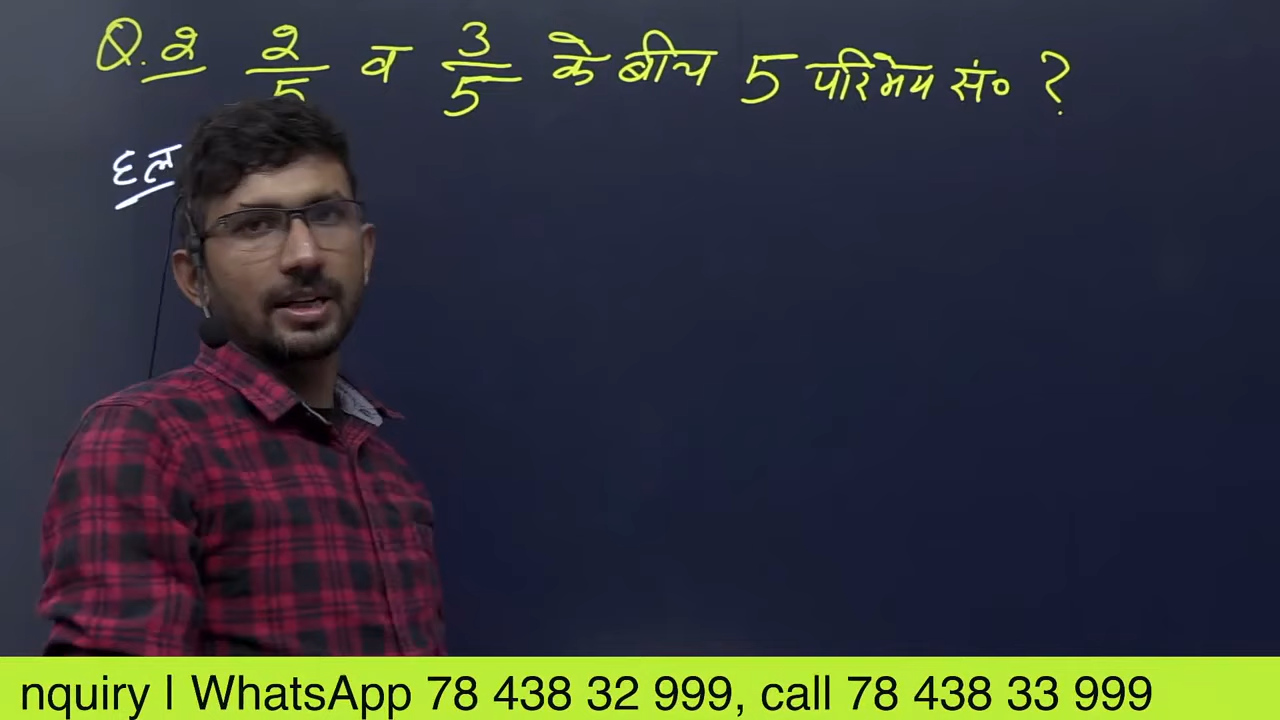 Q.2 2/5 व 3/5 के बीच 5 परिमेय सं० ?
हल
nquiry l WhatsApp 78 438 32 999, call 78 438 33 999